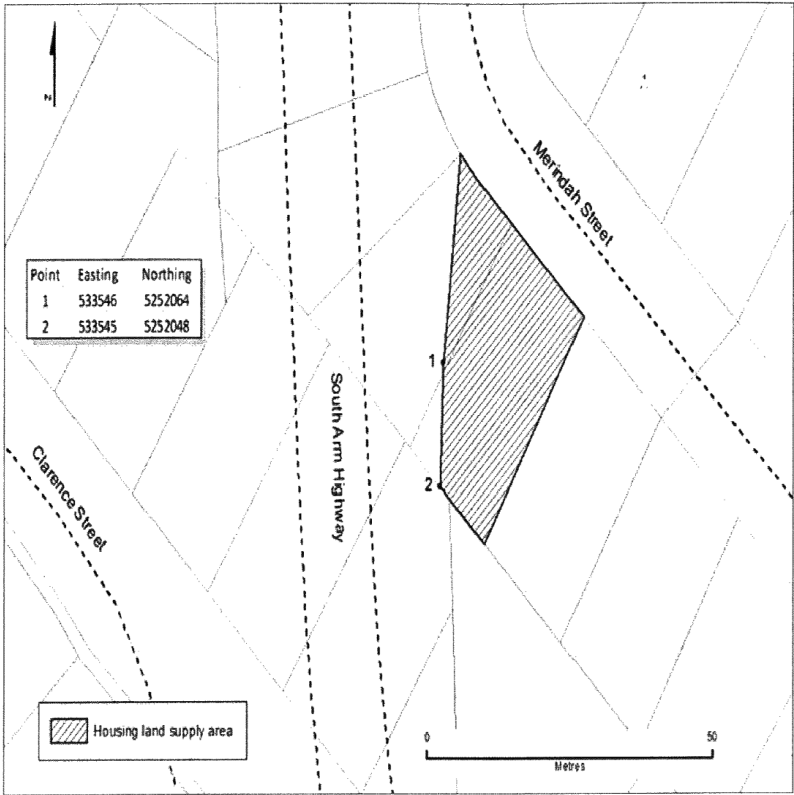 N
Merindah Street
Point Easting Northing
1 533546 5252064
2 533545 5252048
1
South Arm Highway
Clarence Street
2
Housing land supply area
0 50
Metres